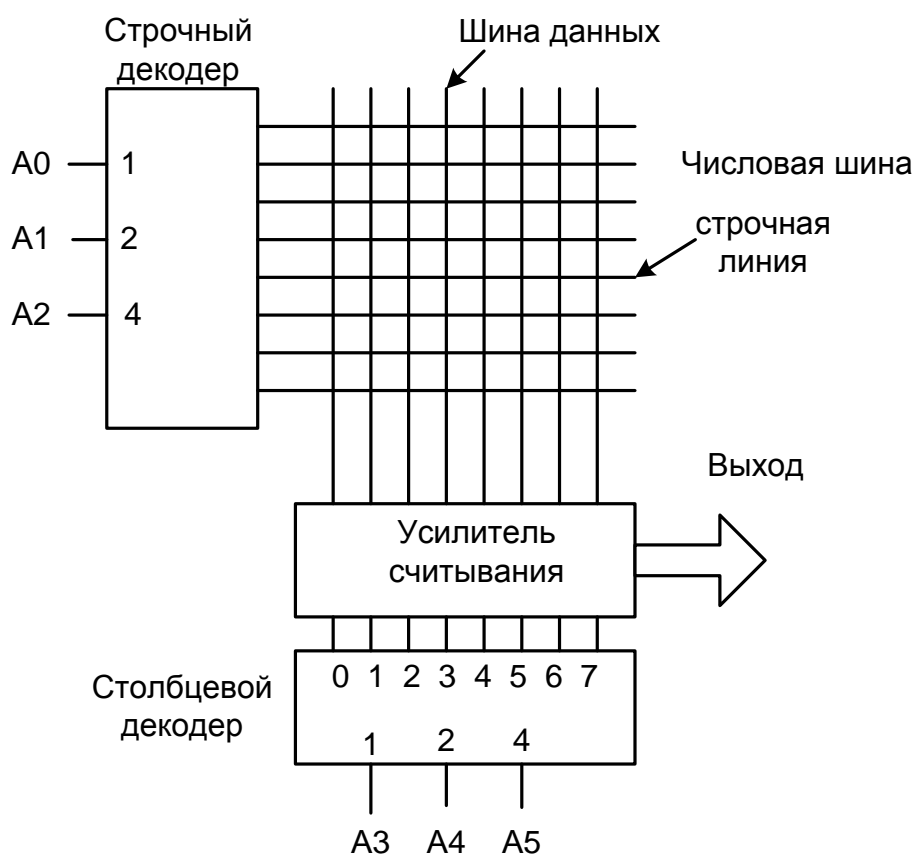 Строчный
декодер
Шина данных
A0
1
Числовая шина
A1
2
строчная
линия
A2
4
Выход
Усилитель
считывания
0 1 2 3 4 5 6 7
Столбцевой
декодер
1 2 4
A3 A4 A5